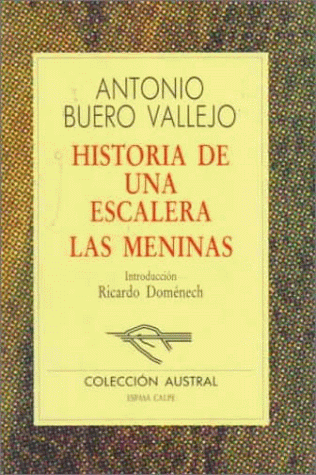 ANTONIO
BUERO VALLEJO
HISTORIA DE
UNA
ESCALERA
LAS MENINAS
Introducción
Ricardo Doménech
COLECCIÓN AUSTRAL
ESPASA CALPE